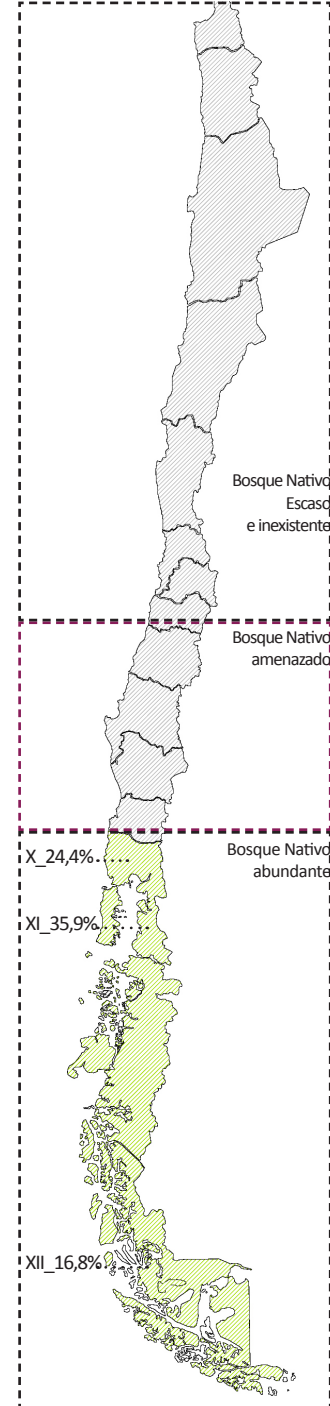 Bosque Nativo
Escaso
e inexistente
Bosque Nativo
amenazado
Bosque Nativo
abundante
X_24,4%
XI_35,9%
XII_16,8%